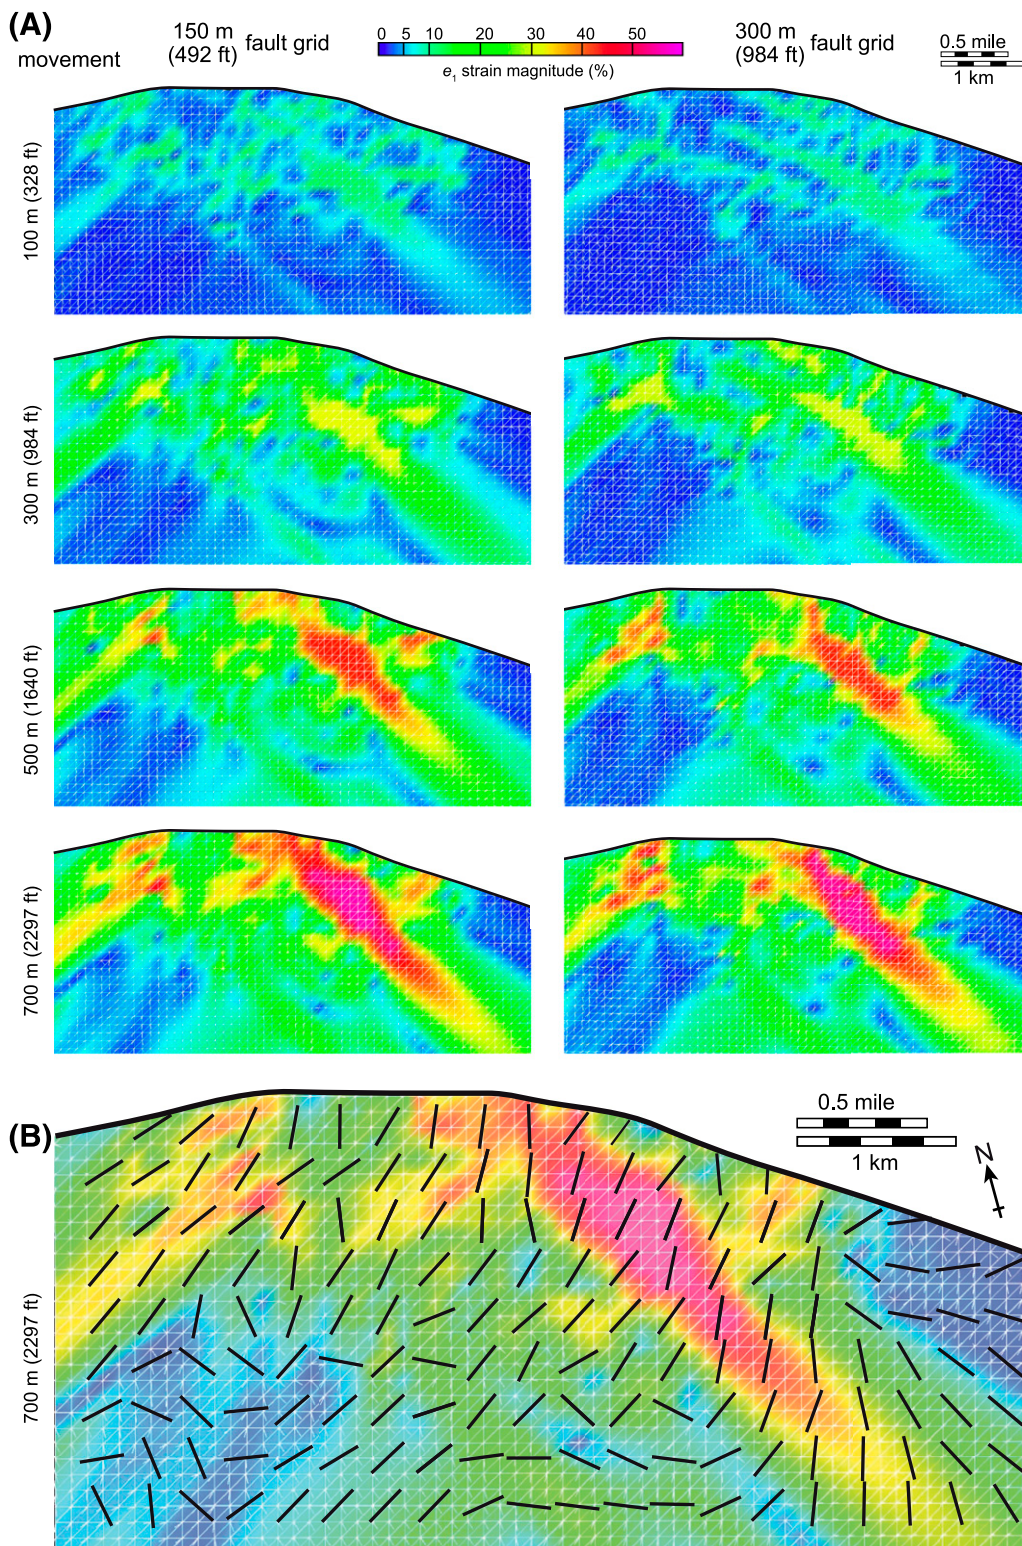 (A)
movement
150 m
(492 ft)
fault grid
0 5 10 20 30 40 50
e1 strain magnitude (%)
300 m
(984 ft)
fault grid
0.5 mile
1 km
100 m (328 ft)
300 m (984 ft)
500 m (1640 ft)
700 m (2297 ft)
(B)
0.5 mile
1 km
N
700 m (2297 ft)